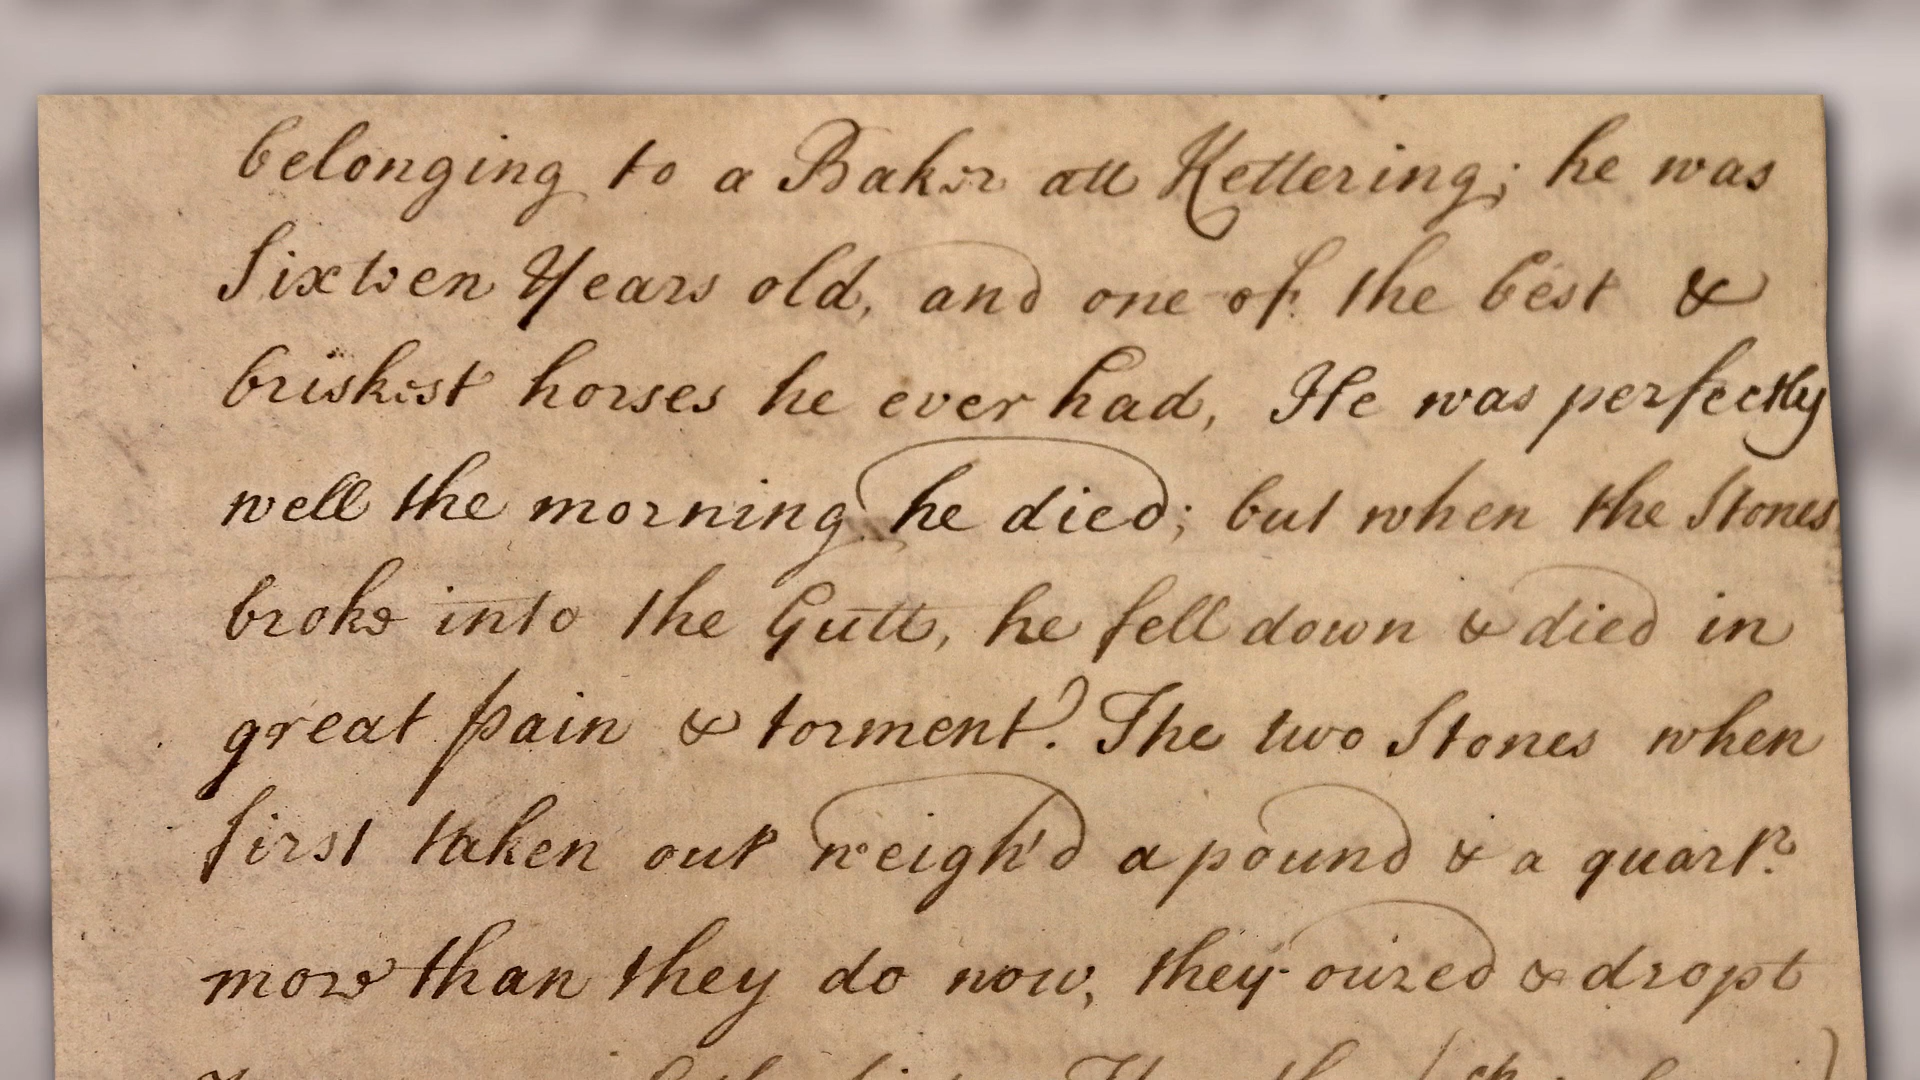 belonging to a Baker att Kettering; he was
Sixteen Years old, and one of the best &
briskest horses he ever had, He was perfectly
well the morning he died; but when the Stones
broke into the Gutt, he fell down & died in
great pain & torment. The two Stones when
first taken out weigh'd a pound & a quart.r
more than they do now, they ouzed & dropt